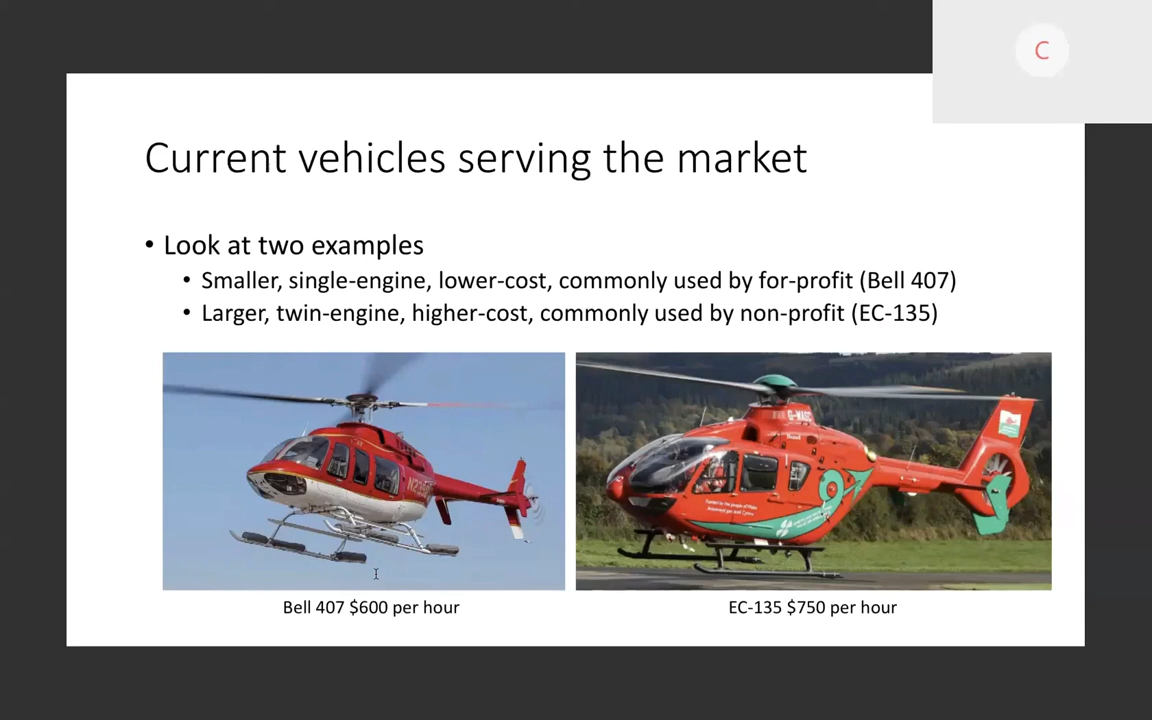 C
Current vehicles serving the market
• Look at two examples
• Smaller, single-engine, lower-cost, commonly used by for-profit (Bell 407)
• Larger, twin-engine, higher-cost, commonly used by non-profit (EC-135)
G-WASC
Bell 407 $600 per hour
EC-135 $750 per hour